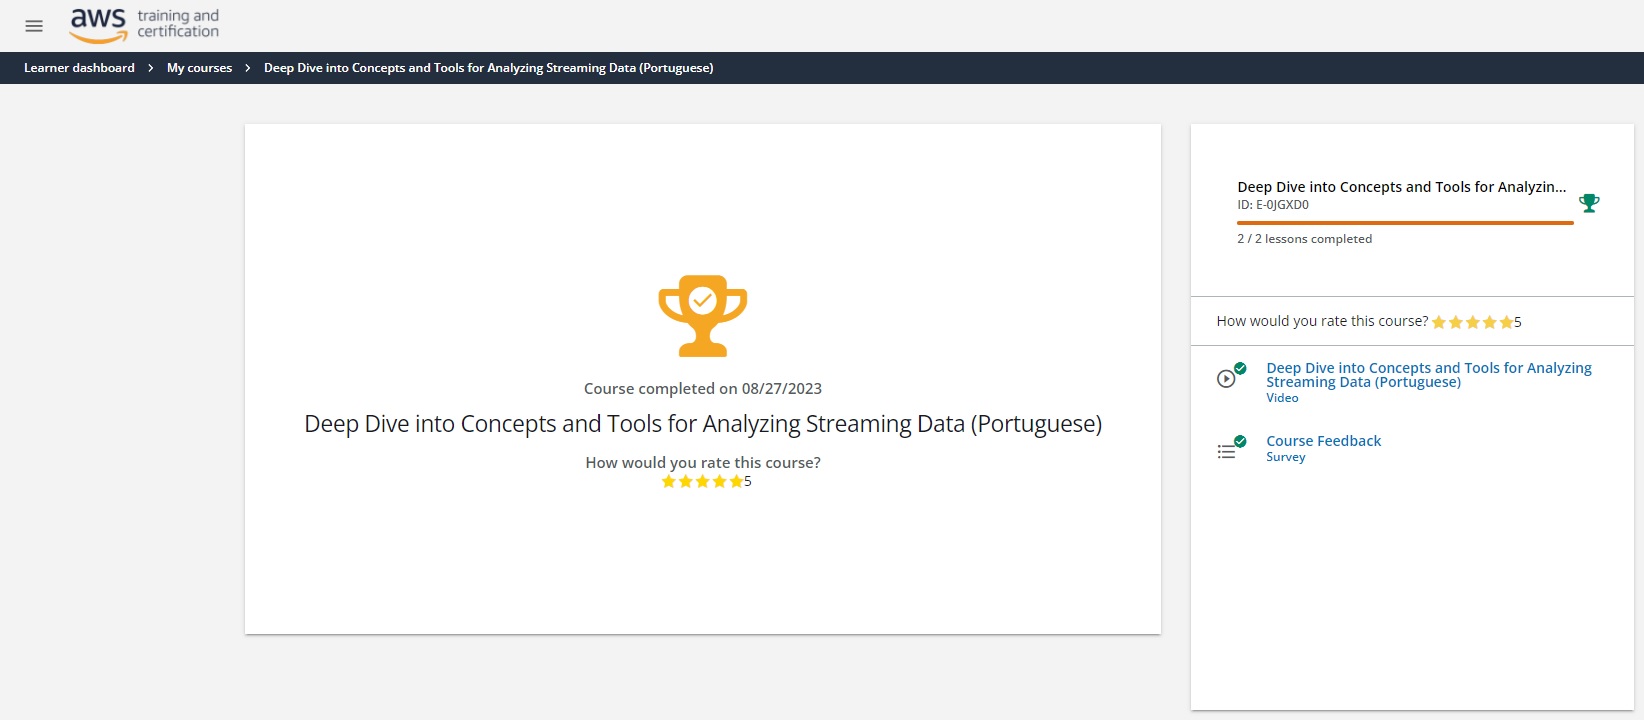 aws training and
certification
Learner dashboard > My courses > Deep Dive into Concepts and Tools for Analyzing Streaming Data (Portuguese)
Course completed on 08/27/2023
Deep Dive into Concepts and Tools for Analyzing Streaming Data (Portuguese)
How would you rate this course?
5
Deep Dive into Concepts and Tools for Analyzin...
ID: E-0JGXD0
2 / 2 lessons completed
How would you rate this course? 5
Deep Dive into Concepts and Tools for Analyzing
Streaming Data (Portuguese)
Video
Course Feedback
Survey